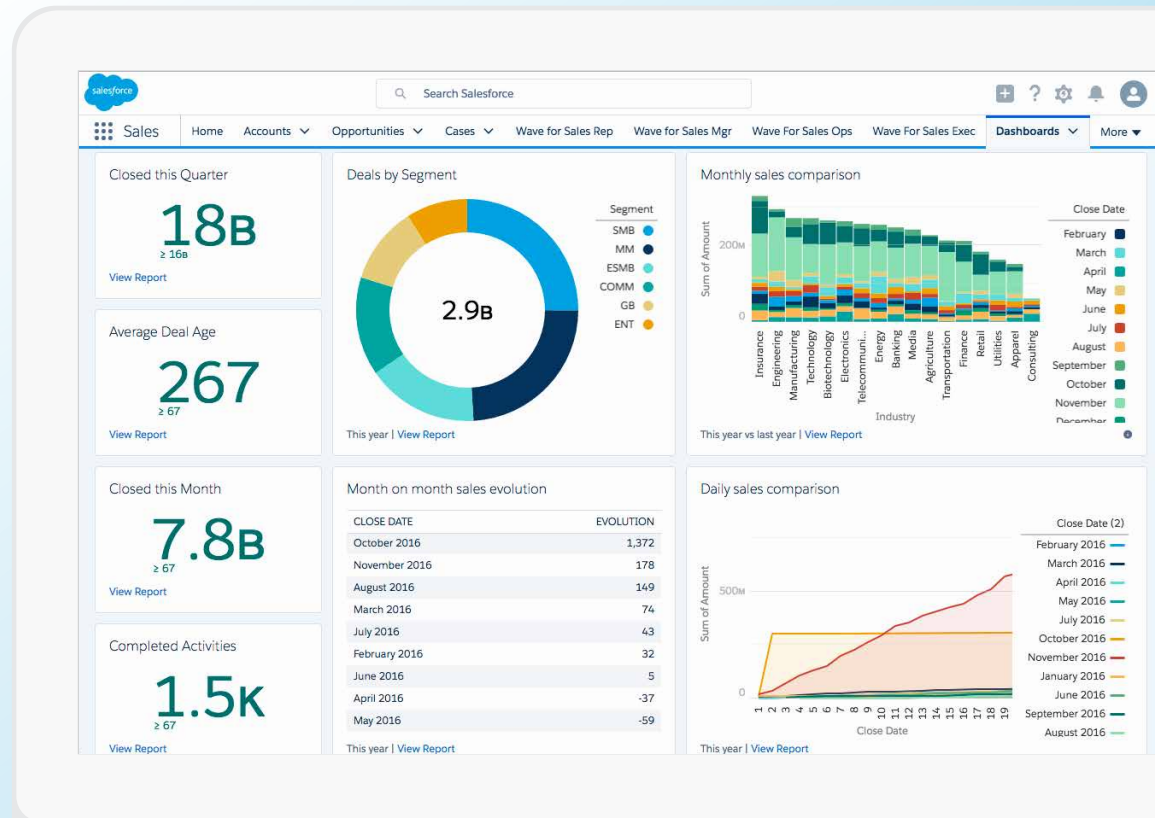 salesforce
Search Salesforce
Sales
Home
Accounts
Opportunities
Cases
Wave for Sales Rep
Wave for Sales Mgr
Wave For Sales Ops
Wave For Sales Exec
Dashboards
More
Closed this Quarter
18B
≥ 16B
View Report
Deals by Segment
2.9B
Segment
SMB
MM
ESMB
COMM
GB
ENT
This year | View Report
Monthly sales comparison
Sum of Amount
200M
0
Insurance
Engineering
Manufacturing
Technology
Biotechnology
Electronics
Telecommuni...
Energy
Banking
Media
Agriculture
Transportation
Finance
Retail
Utilities
Apparel
Consulting
Industry
Close Date
February
March
April
May
June
July
August
September
October
November
December
This year vs last year | View Report
Average Deal Age
267
≥ 67
View Report
Closed this Month
7.8B
≥ 67
View Report
Month on month sales evolution
CLOSE DATE EVOLUTION
October 2016 1,372
November 2016 178
August 2016 149
March 2016 74
July 2016 43
February 2016 32
June 2016 5
April 2016 -37
May 2016 -59
This year | View Report
Daily sales comparison
Sum of Amount
500M
0
1 2 3 4 5 6 7 8 9 10 11 12 13 14 15 16 17 18 19
Close Date
Close Date (2)
February 2016
March 2016
April 2016
May 2016
July 2016
October 2016
November 2016
January 2016
June 2016
September 2016
August 2016
This year | View Report
Completed Activities
1.5K
≥ 67
View Report